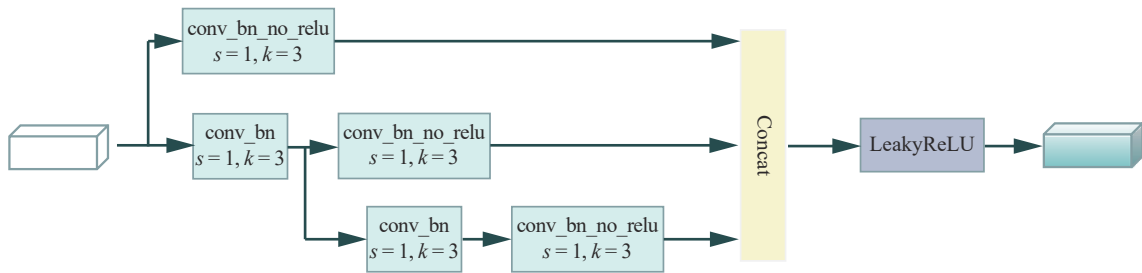 conv_bn_no_relu
s = 1, k = 3
conv_bn
s = 1, k = 3
conv_bn_no_relu
s = 1, k = 3
conv_bn
s = 1, k = 3
conv_bn_no_relu
s = 1, k = 3
Concat
LeakyReLU